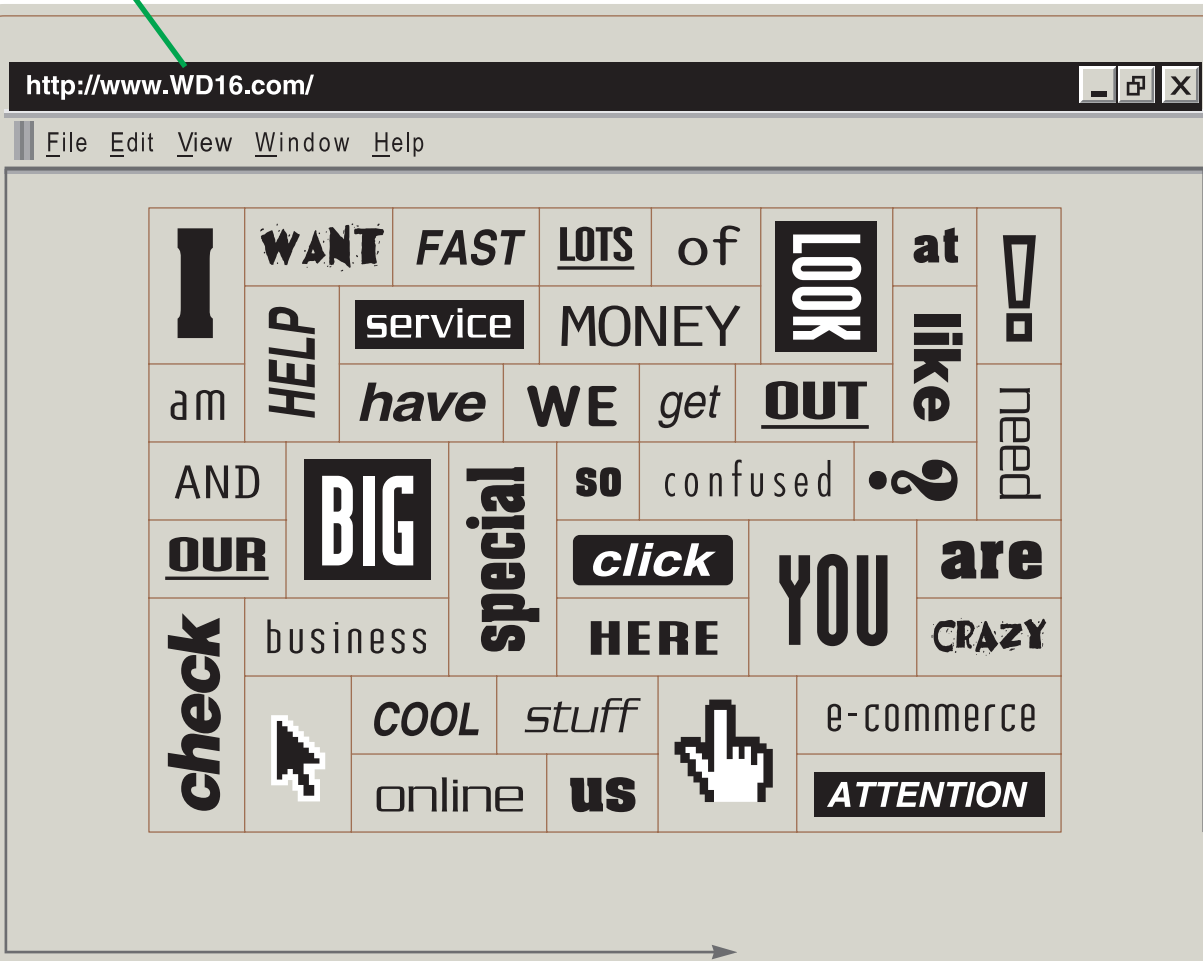 http://www.WD16.com/
File Edit View Window Help
I WANT FAST LOTS of LOOK at !
HELP service MONEY like
am have WE get OUT need
AND BIG special so confused ?
OUR click YOU are
check business HERE CRAZY
COOL stuff e-commerce
online us ATTENTION